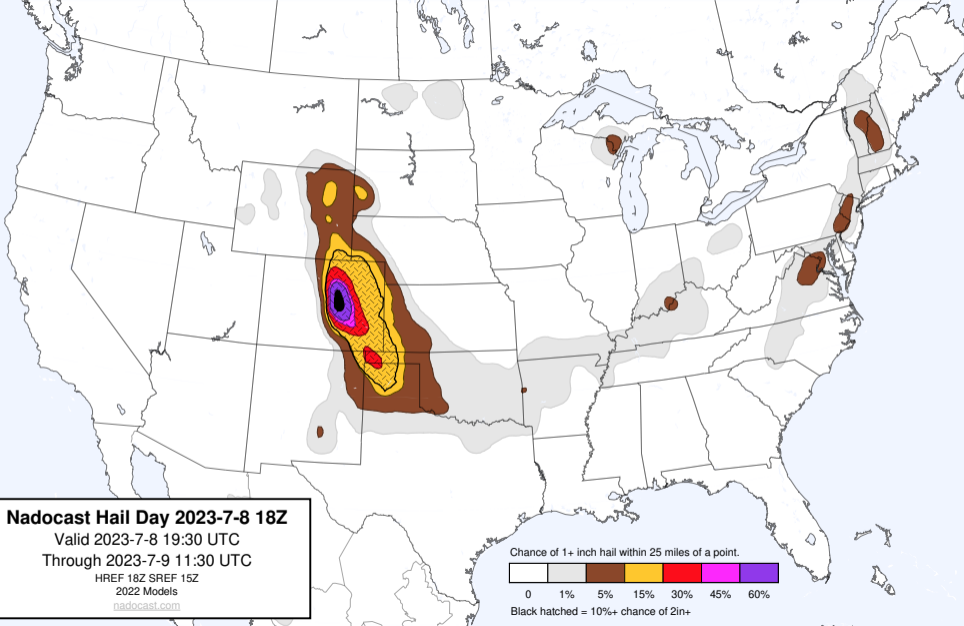 Nadocast Hail Day 2023-7-8 18Z
Valid 2023-7-8 19:30 UTC
Through 2023-7-9 11:30 UTC
HREF 18Z SREF 15Z
2022 Models
nadocast.com
Chance of 1+ inch hail within 25 miles of a point.
0 1% 5% 15% 30% 45% 60%
Black hatched = 10%+ chance of 2in+